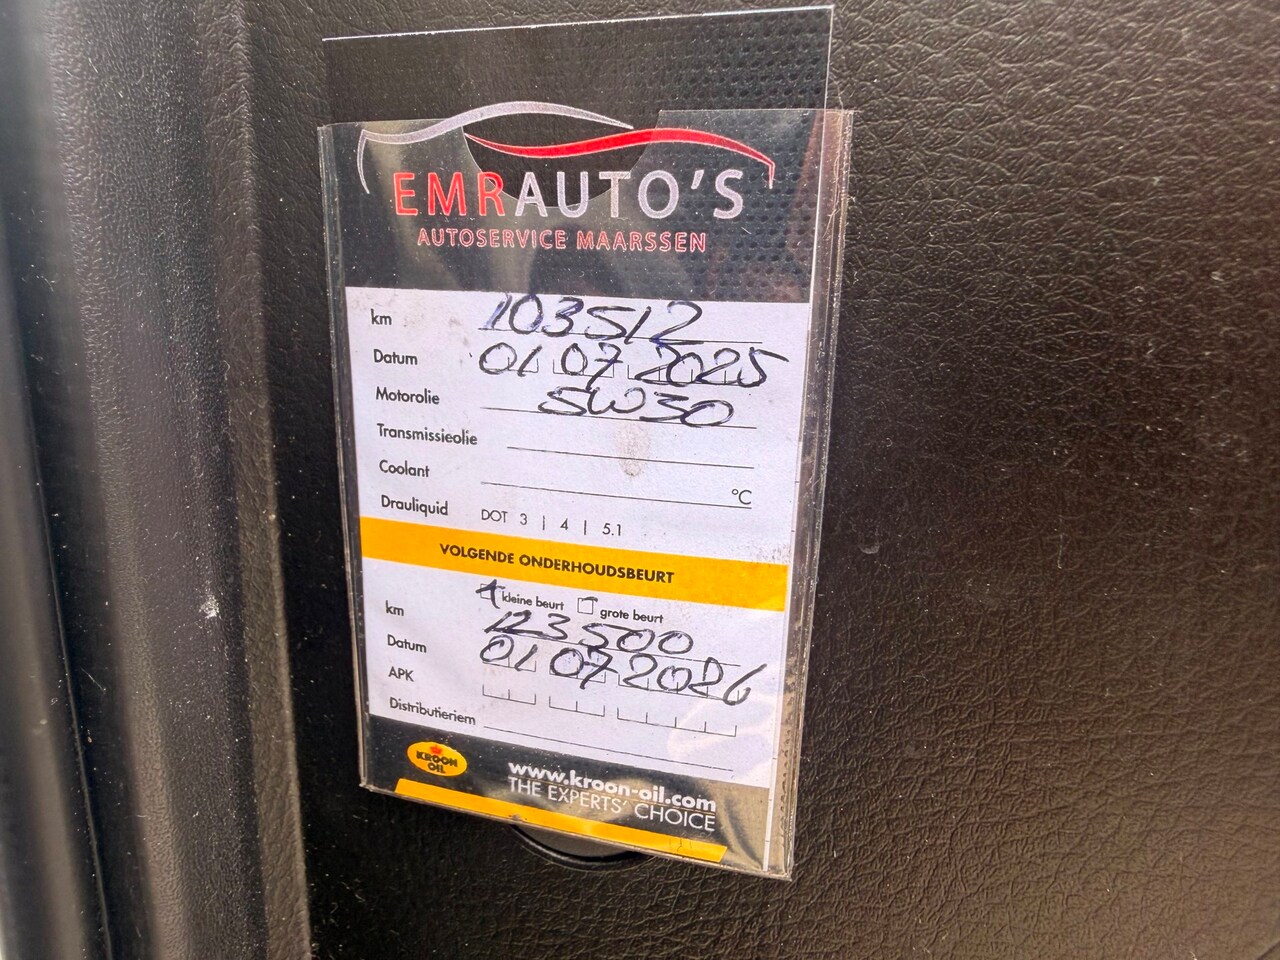 EMRAUTO'S
AUTOSERVICE MAARSSEN
km 103512
Datum 01 07 2025
Motorolie 5W30
Transmissieolie
Coolant °C
Drauliquid DOT 3 | 4 | 5.1
VOLGENDE ONDERHOUDSBEURT
kleine beurt grote beurt
km 123500
Datum 01 07 2026
APK
Distributieriem
KROON OIL
www.kroon-oil.com
THE EXPERTS' CHOICE